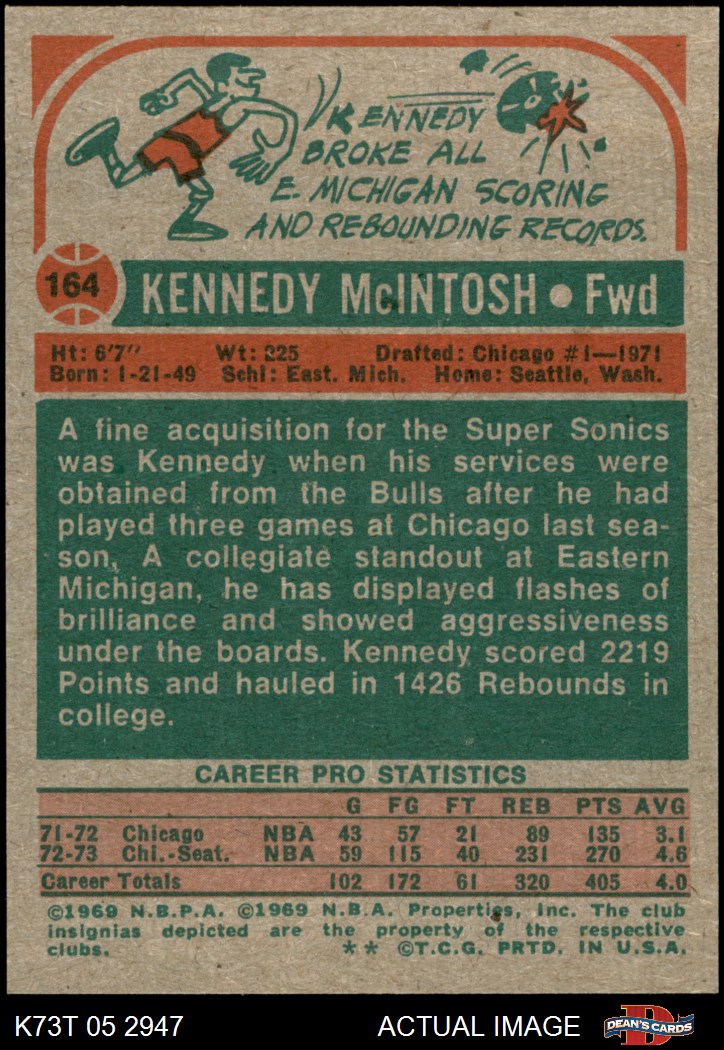 KENNEDY
BROKE ALL
E. MICHIGAN SCORING
AND REBOUNDING RECORDS.
164
KENNEDY McINTOSH • Fwd
Ht: 6'7" Wt: 225 Drafted: Chicago #1—1971
Born: 1-21-49 Schl: East. Mich. Home: Seattle, Wash.
A fine acquisition for the Super Sonics
was Kennedy when his services were
obtained from the Bulls after he had
played three games at Chicago last sea-
son. A collegiate standout at Eastern
Michigan, he has displayed flashes of
brilliance and showed aggressiveness
under the boards. Kennedy scored 2219
Points and hauled in 1426 Rebounds in
college.
CAREER PRO STATISTICS
G FG FT REB PTS AVG
71-72 Chicago NBA 43 57 21 89 135 3.1
72-73 Chi.-Seat. NBA 59 115 40 231 270 4.6
Career Totals 102 172 61 320 405 4.0
©1969 N.B.P.A. ©1969 N.B.A. Properties, Inc. The club
insignias depicted are the property of the respective
clubs. ** ©T.C.G. PRTD. IN U.S.A.
K73T 05 2947 ACTUAL IMAGE D DEAN'S CARDS